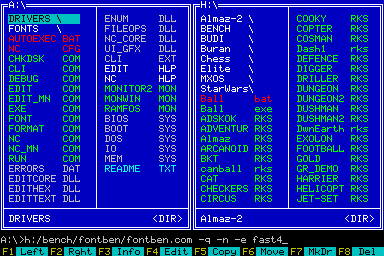 A:\ H:\
DRIVERS \ ENUM DLL Almaz-2 \ COOKY RKS
FONTS \ FILEOPS DLL BENCH \ COPTER RKS
AUTOEXEC BAT NC_CORE DLL BUDI \ COSMAN RKS
NC CFG UI_GFX DLL Buran \ Dash1 rks
CHKDSK COM CLI EXT Chess \ DEFENCE RKS
CLI COM EDIT HLP Elite \ DIGGER RKS
DEBUG COM NC HLP MXOS \ DRILLER RKS
EDIT COM MONITOR2 MON StarWars\ DUNGEON RKS
EDIT_MN COM MONWIN MON Ball bat DUNGEON2 RKS
EXE COM RAMFOS MON Ball exe DUSHMAN RKS
FONT COM BIOS SYS ADSKOK RKS DUSHMAN2 RKS
FORMAT COM BOOT SYS ADVENTUR RKS DwnEarth rks
NC COM DOS SYS Almaz RKS EXOLON RKS
NC_MN COM IO SYS ARCANOID RKS FOOTBALL RKS
RUN COM MEM SYS BKT RKS GOLD RKS
ERRORS DAT README TXT canball rks GR_DEMO RKS
EDITCORE DLL CAT RKS HARRIER RKS
EDITHEX DLL CHECKERS RKS HELICOPT RKS
EDITTEXT DLL CIRCUS RKS JET-SET RKS
DRIVERS <DIR> Almaz-2 <DIR>
A:\>h:/bench/fontben/fontben.com -q -n -e fast4_
F1 Left F2 Rght F3 Info F4 Edit F5 Copy F6 Move F7 MkDr F8 Del